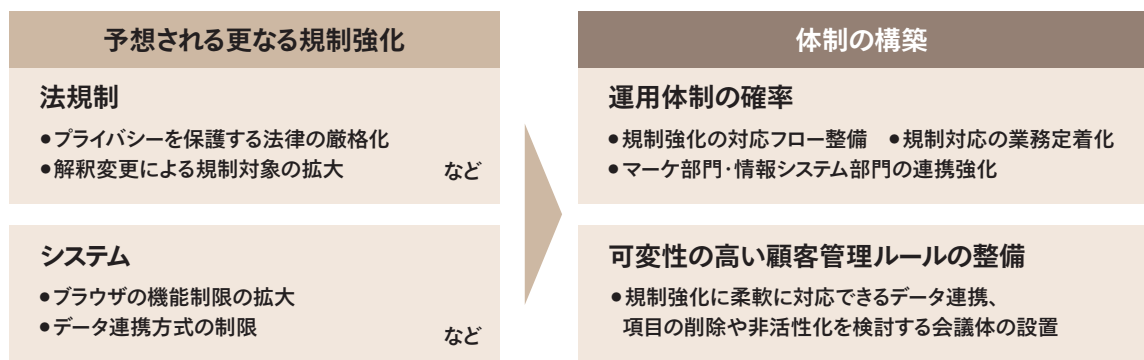 予想される更なる規制強化
法規制
●プライバシーを保護する法律の厳格化
●解釈変更による規制対象の拡大
など
システム
●ブラウザの機能制限の拡大
●データ連携方式の制限
など
体制の構築
運用体制の確率
●規制強化の対応フロー整備 ●規制対応の業務定着化
●マーケ部門・情報システム部門の連携強化
可変性の高い顧客管理ルールの整備
●規制強化に柔軟に対応できるデータ連携、
項目の削除や非活性化を検討する会議体の設置